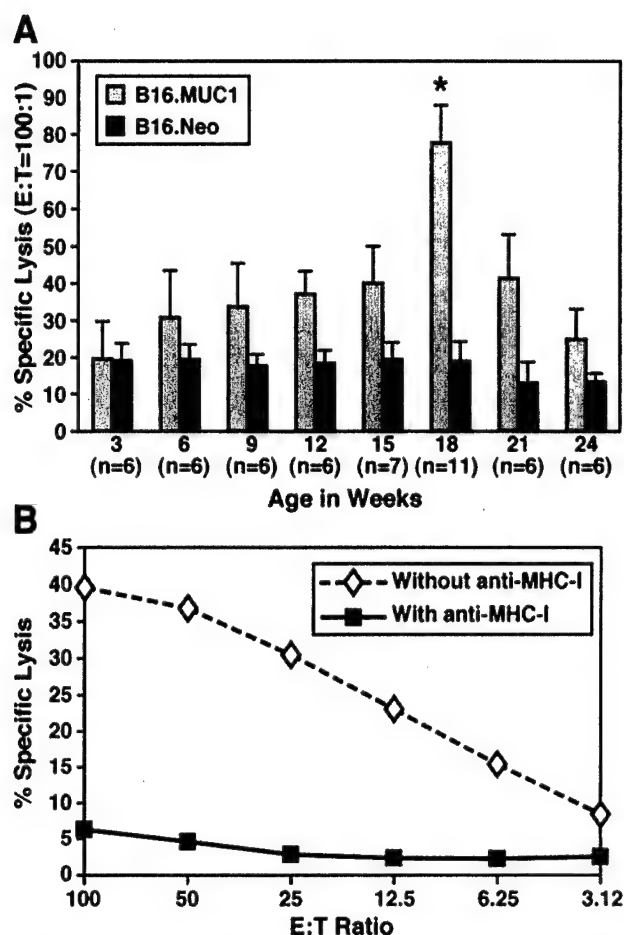 A
% Specific Lysis (E:T=100:1)
100
90
80
70
60
50
40
30
20
10
0
B16.MUC1
B16.Neo
*
3 6 9 12 15 18 21 24
(n=6) (n=6) (n=6) (n=6) (n=7) (n=11) (n=6) (n=6)
Age in Weeks
B
% Specific Lysis
45
40
35
30
25
20
15
10
5
0
Without anti-MHC-I
With anti-MHC-I
100 50 25 12.5 6.25 3.12
E:T Ratio